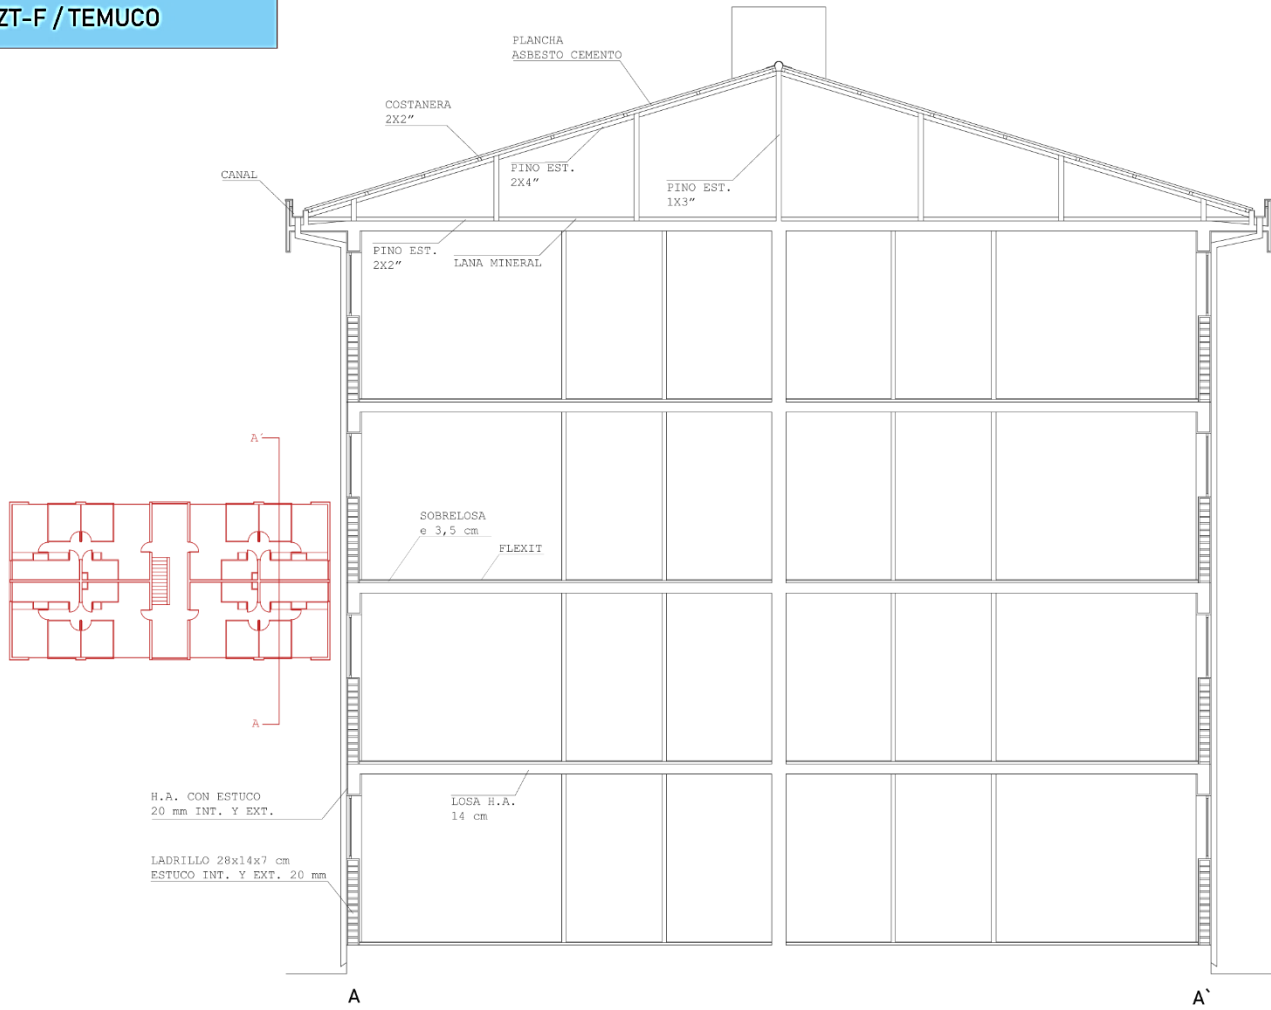 ZT-F / TEMUCO
PLANCHA
ASBESTO CEMENTO
COSTANERA
2X2"
PINO EST.
2X4"
CANAL
PINO EST.
1X3"
PINO EST.
2X2"
LANA MINERAL
A´
SOBRELOSA
e 3,5 cm
FLEXIT
A
H.A. CON ESTUCO
20 mm INT. Y EXT.
LOSA H.A.
14 cm
LADRILLO 28x14x7 cm
ESTUCO INT. Y EXT. 20 mm
A
A`